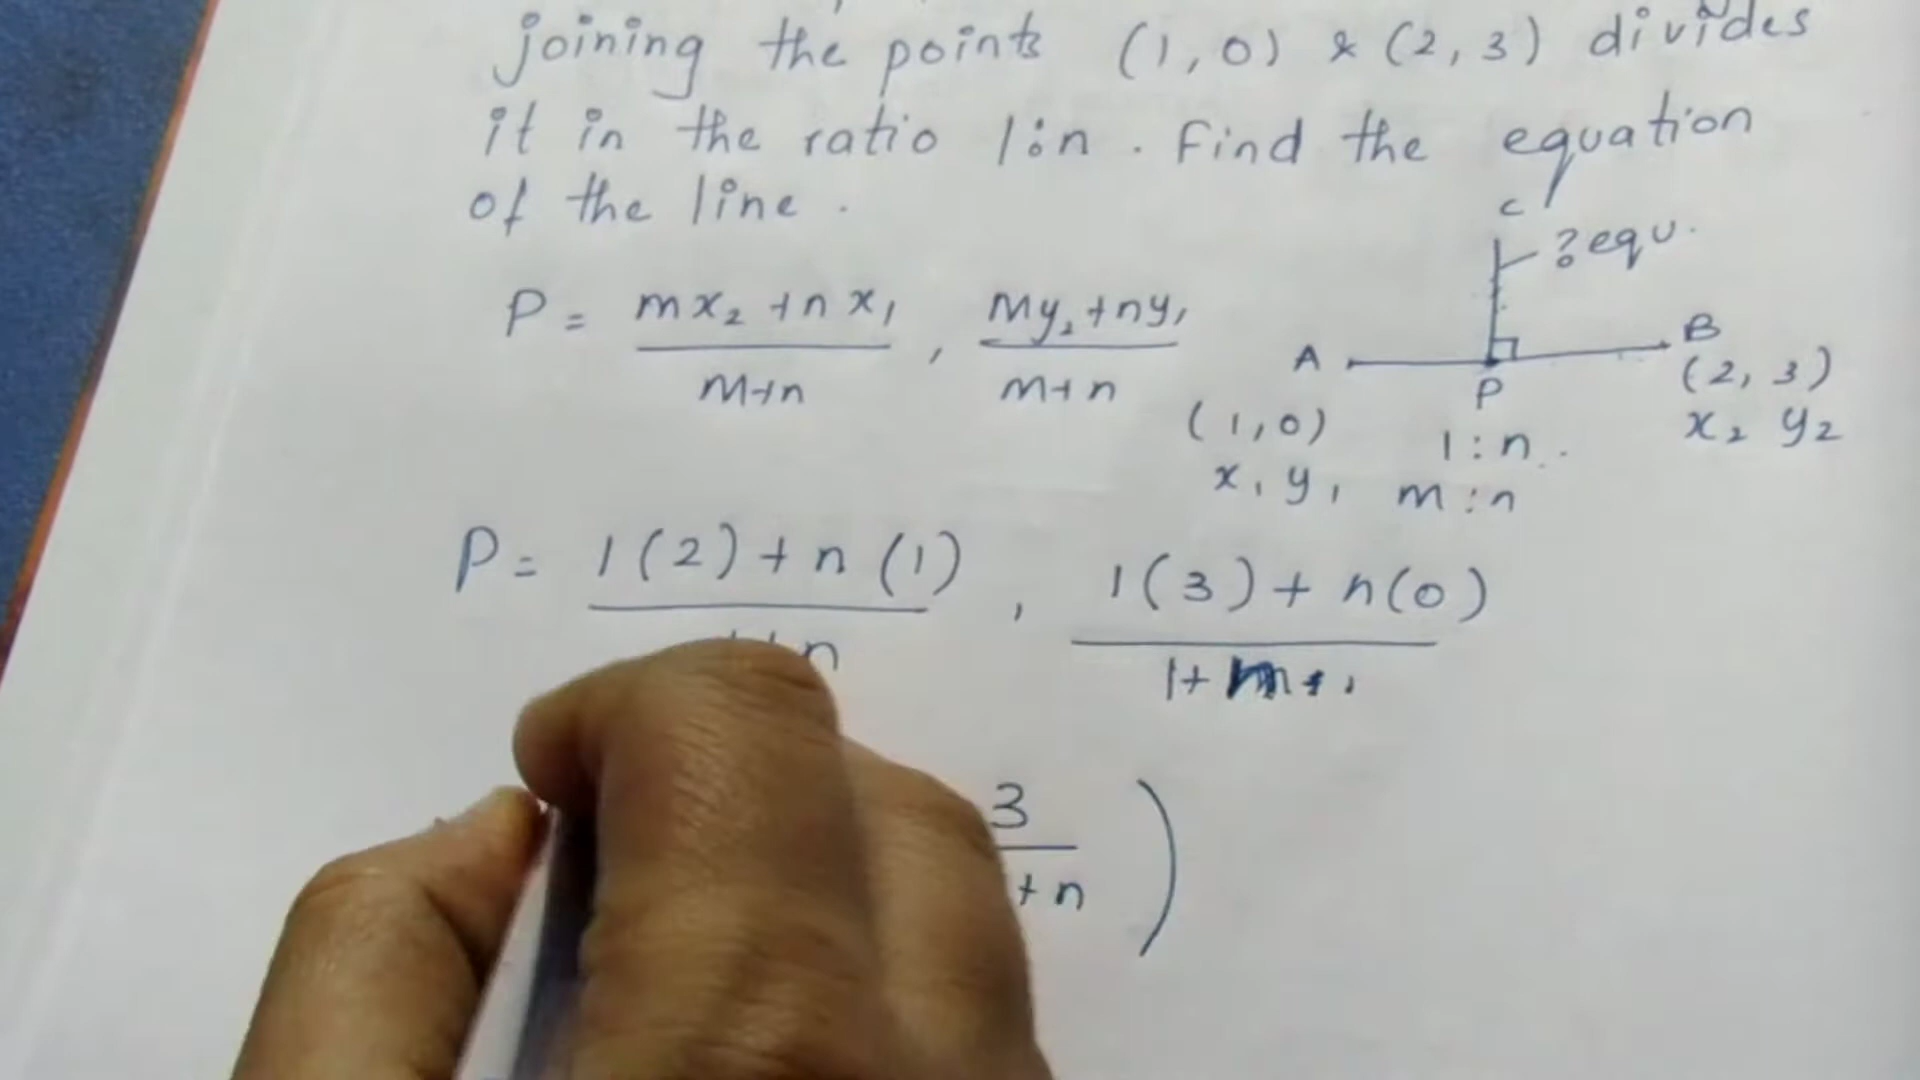 joining the points (1,0) & (2,3) divides
it in the ratio 1:n. Find the equation
of the line.
C
? equ.
P = mx₂ + nx₁ / m+n , my₂ + ny₁ / m+n
A
P
B
(1,0)
1:n.
(2,3)
x₁ y₁
m:n
x₂ y₂
P = 1(2) + n(1) / +n , 1(3) + n(0) / 1+
3 / +n )